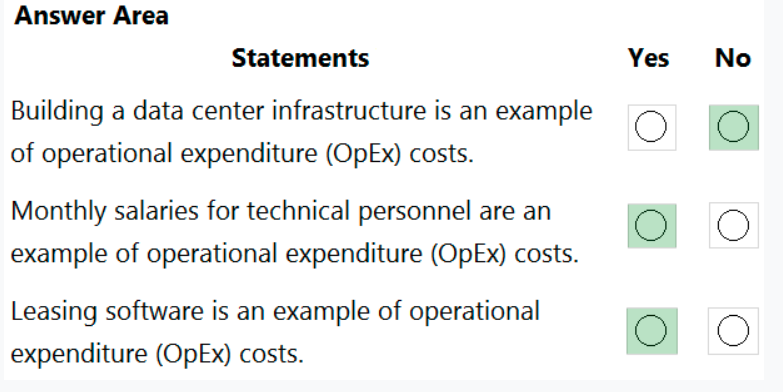 Answer Area
Statements Yes No
Building a data center infrastructure is an example
of operational expenditure (OpEx) costs.
Monthly salaries for technical personnel are an
example of operational expenditure (OpEx) costs.
Leasing software is an example of operational
expenditure (OpEx) costs.